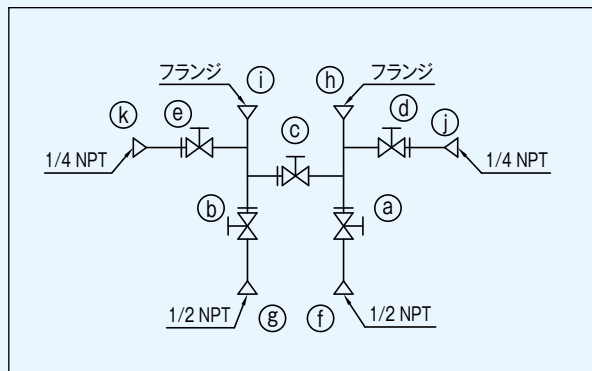 フランジ ⓘ ⓗ フランジ
ⓚ ⓔ ⓒ ⓓ ⓙ
1/4 NPT 1/4 NPT
ⓑ ⓐ
1/2 NPT ⓖ ⓕ 1/2 NPT